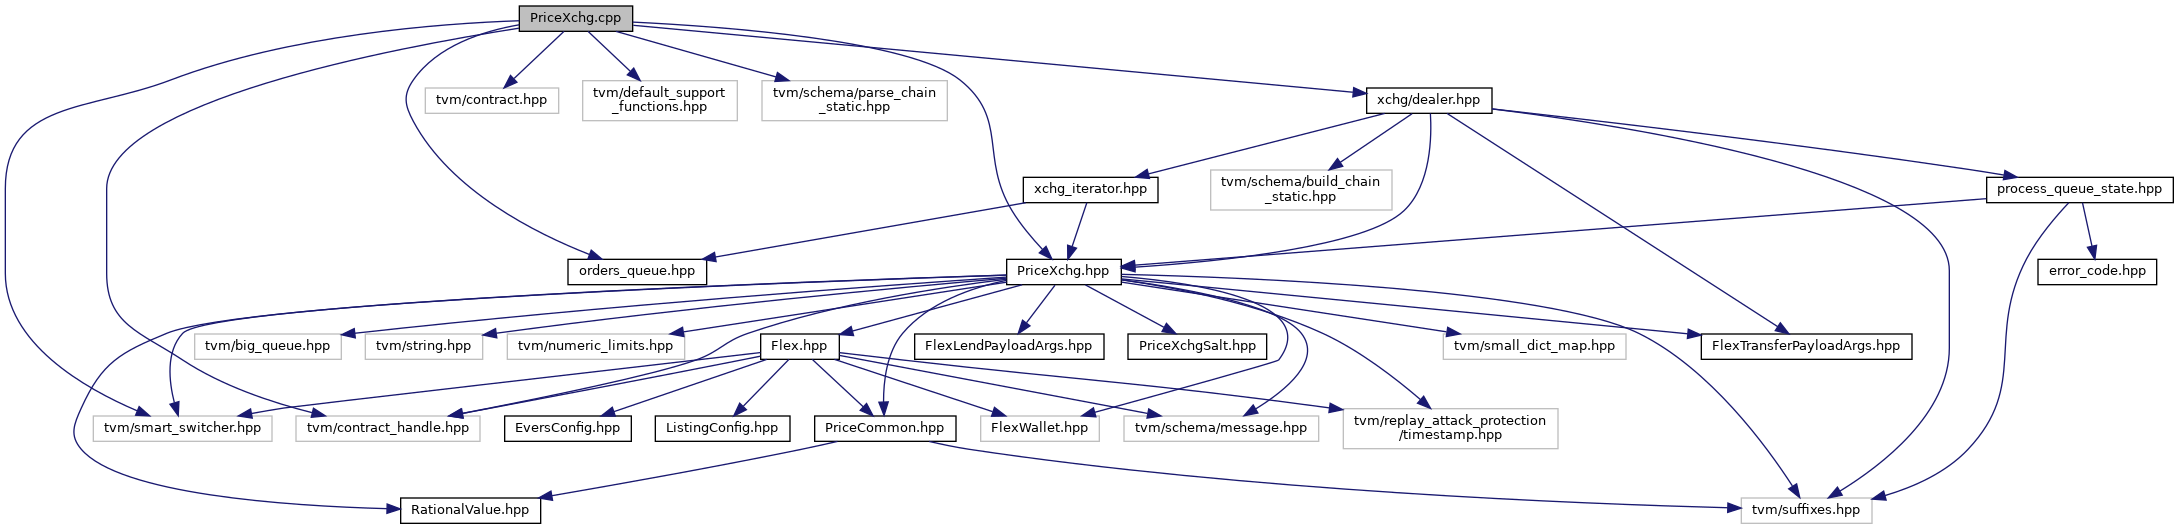 PriceXchg.cpp
tvm/contract.hpp
tvm/default_support
_functions.hpp
tvm/schema/parse_chain
_static.hpp
xchg/dealer.hpp
xchg_iterator.hpp
tvm/schema/build_chain
_static.hpp
process_queue_state.hpp
orders_queue.hpp
PriceXchg.hpp
error_code.hpp
tvm/big_queue.hpp
tvm/string.hpp
tvm/numeric_limits.hpp
Flex.hpp
FlexLendPayloadArgs.hpp
PriceXchgSalt.hpp
tvm/small_dict_map.hpp
FlexTransferPayloadArgs.hpp
tvm/smart_switcher.hpp
tvm/contract_handle.hpp
EversConfig.hpp
ListingConfig.hpp
PriceCommon.hpp
FlexWallet.hpp
tvm/schema/message.hpp
tvm/replay_attack_protection
/timestamp.hpp
RationalValue.hpp
tvm/suffixes.hpp